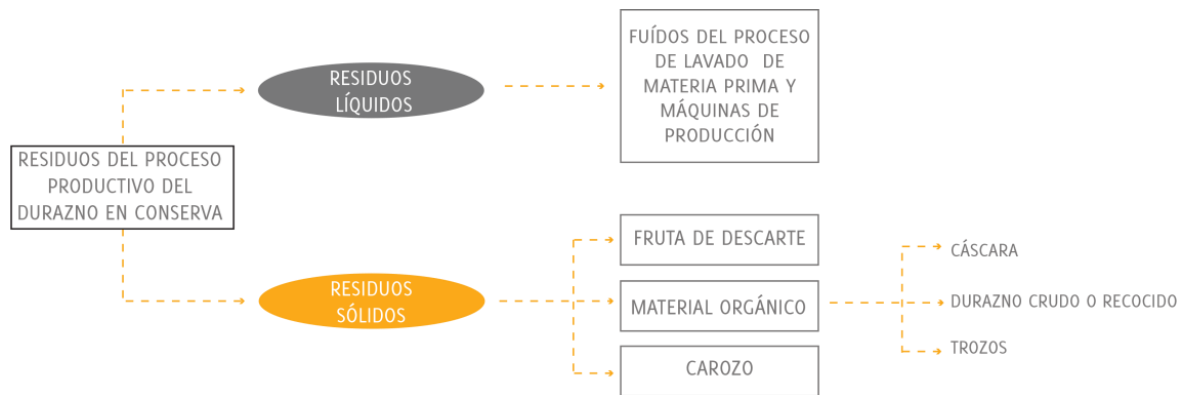 RESIDUOS DEL PROCESO
PRODUCTIVO DEL
DURAZNO EN CONSERVA
RESIDUOS
LÍQUIDOS
FUÍDOS DEL PROCESO
DE LAVADO DE
MATERIA PRIMA Y
MÁQUINAS DE
PRODUCCIÓN
RESIDUOS
SÓLIDOS
FRUTA DE DESCARTE
MATERIAL ORGÁNICO
CAROZO
CÁSCARA
DURAZNO CRUDO O RECOCIDO
TROZOS